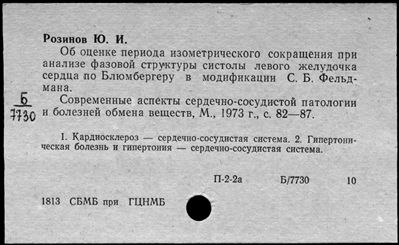 Розинов Ю. И.
Об оценке периода изометрического сокращения при
анализе фазовой структуры систолы левого желудочка
сердца по Блюмбергеру в модификации С. Б. Фельд-
мана.
Б
7730
Современные аспекты сердечно-сосудистой патологии
и болезней обмена веществ, М., 1973 г., с. 82—87.
1. Кардиосклероз — сердечно-сосудистая система. 2. Гипертони-
ческая болезнь и гипертония — сердечно-сосудистая система.
П-2-2а Б/7730 10
1813 СБМБ при ГЦНМБ